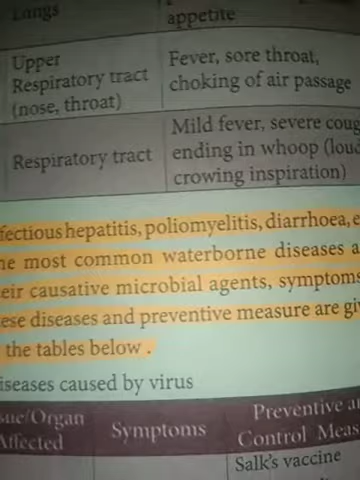 Lungs
appetite
Upper
Respiratory tract
(nose, throat)
Fever, sore throat,
choking of air passage
Respiratory tract
Mild fever, severe coug
ending in whoop (loud
crowing inspiration)
fectious hepatitis, poliomyelitis, diarrhoea, e
he most common waterborne diseases a
eir causative microbial agents, symptoms
ese diseases and preventive measure are giv
the tables below .
iseases caused by virus
sue/Organ
Affected
Symptoms
Preventive an
Control Meas
Salk's vaccine